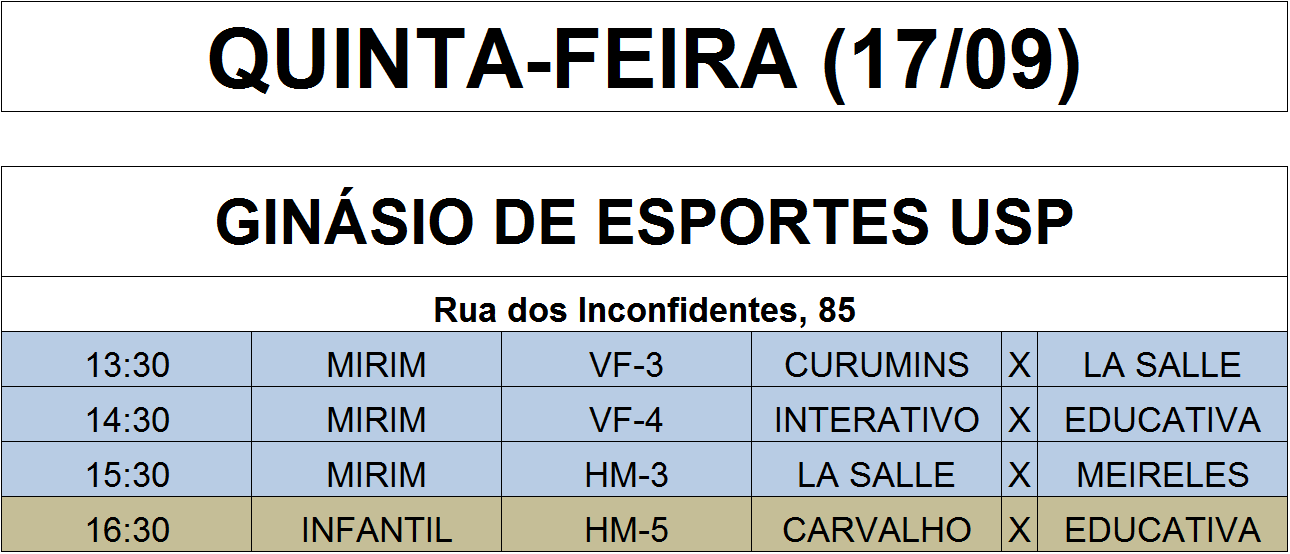 QUINTA-FEIRA (17/09)
GINÁSIO DE ESPORTES USP
Rua dos Inconfidentes, 85
13:30 MIRIM VF-3 CURUMINS X LA SALLE
14:30 MIRIM VF-4 INTERATIVO X EDUCATIVA
15:30 MIRIM HM-3 LA SALLE X MEIRELES
16:30 INFANTIL HM-5 CARVALHO X EDUCATIVA